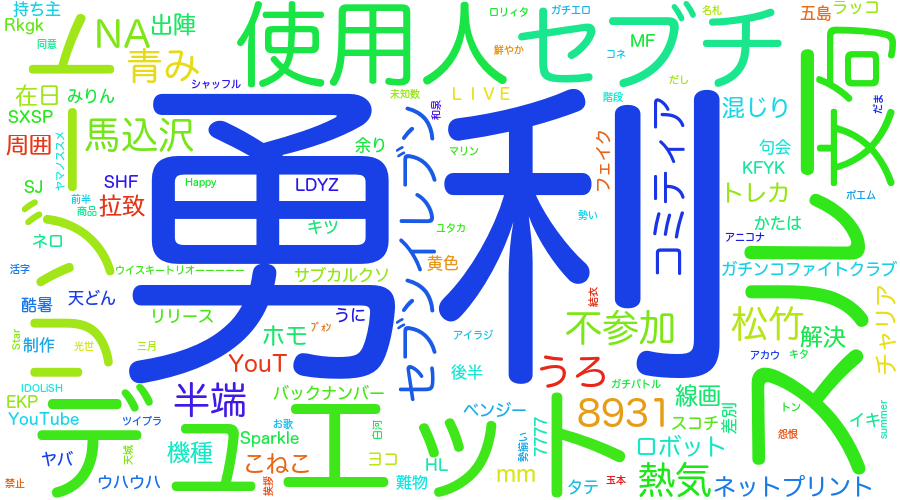 持ち主
Rkgk
同意
NA
出陣
青み
使用人
セブチ
MF
コネ
名札
五島
ラッコ
ロリィタ
ガチエロ
鮮やか
シャッフル
未知数
和泉
LIVE
階段
だし
だま
在日
みりん
SXSP
馬込沢
周囲
ヤマノススメ
余り
マリン
フェイク
コミティア
混じり
文句
句会
KFYK
SJ
SHF
LDYZ
Happy
勇利
セブンイレブン
前半
商品
拉致
キツ
ユタカ
勢い
トレカ
ポエム
かたは
アニコナ
ネロ
活字
ウイスキートリオーーーーー
サブカルクソ
黄色
ガチンコファイトクラブ
酷暑
天どん
結衣
チャリア
リリース
うに
ホモ
ブォン
アイラジ
不参加
松竹
解決
Star
制作
光世
三月
YouT
うろ
後半
アカウ
キタ
IDOLiSH
EKP
YouTube
ツイプラ
半端
バックナンバー
ガチバトル
線画
ベンジー
8931
スコチ
差別
トン
イキ
summer
デュエット
スタンド
Sparkle
お歌
白河
7777
ロボット
怨恨
ヤバ
天城
機種
こねこ
ヨコ
HL
勢揃い
mm
熱気
禁止
ウハウハ
挨拶
難物
タテ
玉本
ネットプリント